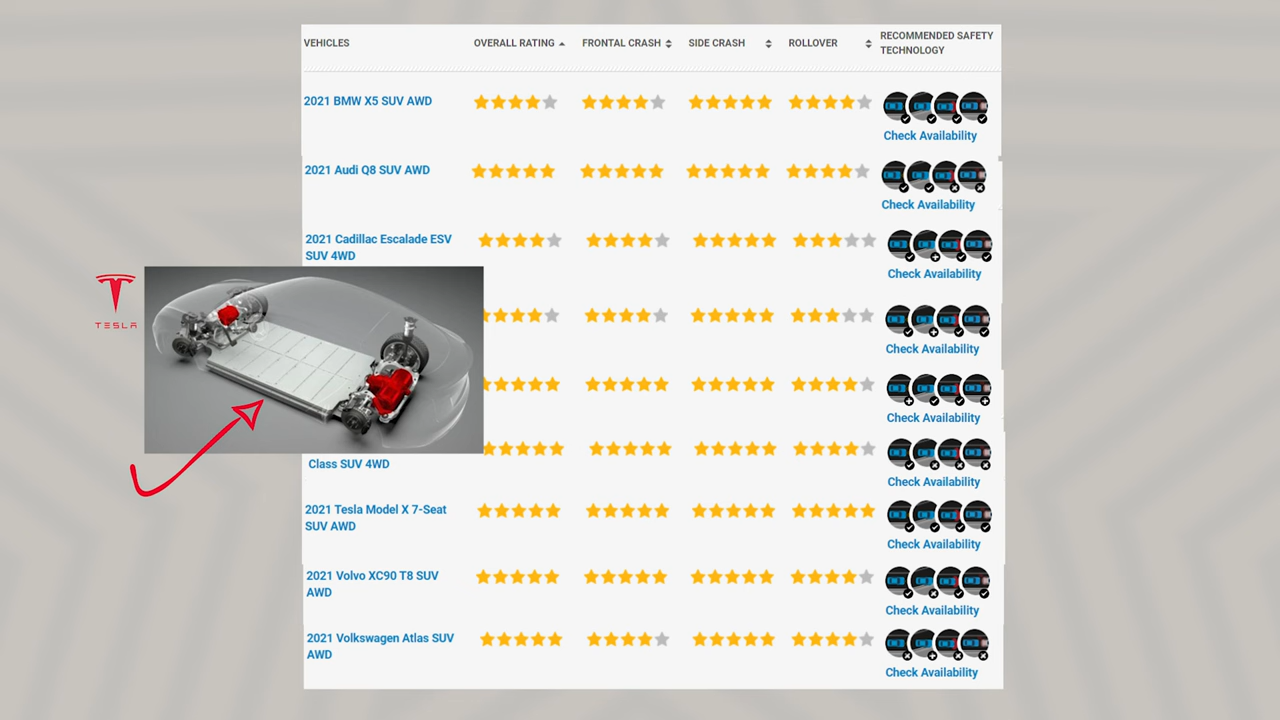 VEHICLES
OVERALL RATING
FRONTAL CRASH
SIDE CRASH
ROLLOVER
RECOMMENDED SAFETY
TECHNOLOGY
2021 BMW X5 SUV AWD
Check Availability
2021 Audi Q8 SUV AWD
Check Availability
2021 Cadillac Escalade ESV
SUV 4WD
Check Availability
TESLA
Check Availability
Check Availability
Class SUV 4WD
Check Availability
2021 Tesla Model X 7-Seat
SUV AWD
Check Availability
2021 Volvo XC90 T8 SUV
AWD
Check Availability
2021 Volkswagen Atlas SUV
AWD
Check Availability